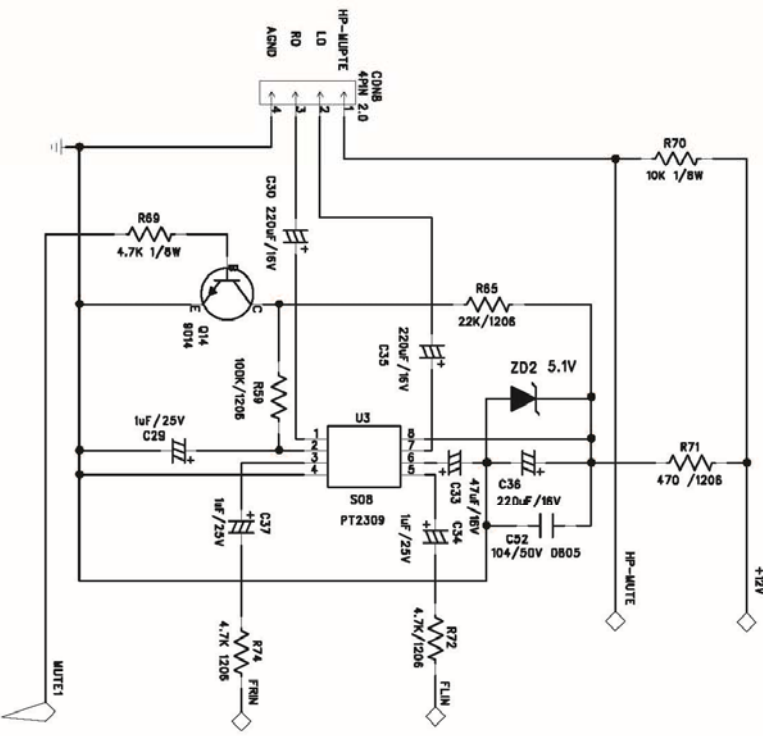 HP-MUPTE
LO
RO
AGND
CDNB
4PIN 2.0
1
2
3
4
R70
10K 1/8W
C30 220uF/16V
R69
4.7K 1/8W
B
E
C
Q14
9014
R65
22K/1206
220uF/16V
C35
ZD2 5.1V
R59
100K/1206
1uF/25V
C29
U3
1
2
3
4
8
7
6
5
SO8
PT2309
C33
47uF/16V
C36
220uF/16V
R71
470 /1206
C37
1uF/25V
C34
1uF/25V
C52
104/50V 0805
HP-MUTE
+12V
R74
4.7K 1206
FRIN
R72
4.7K/1206
FLIN
MUTE1